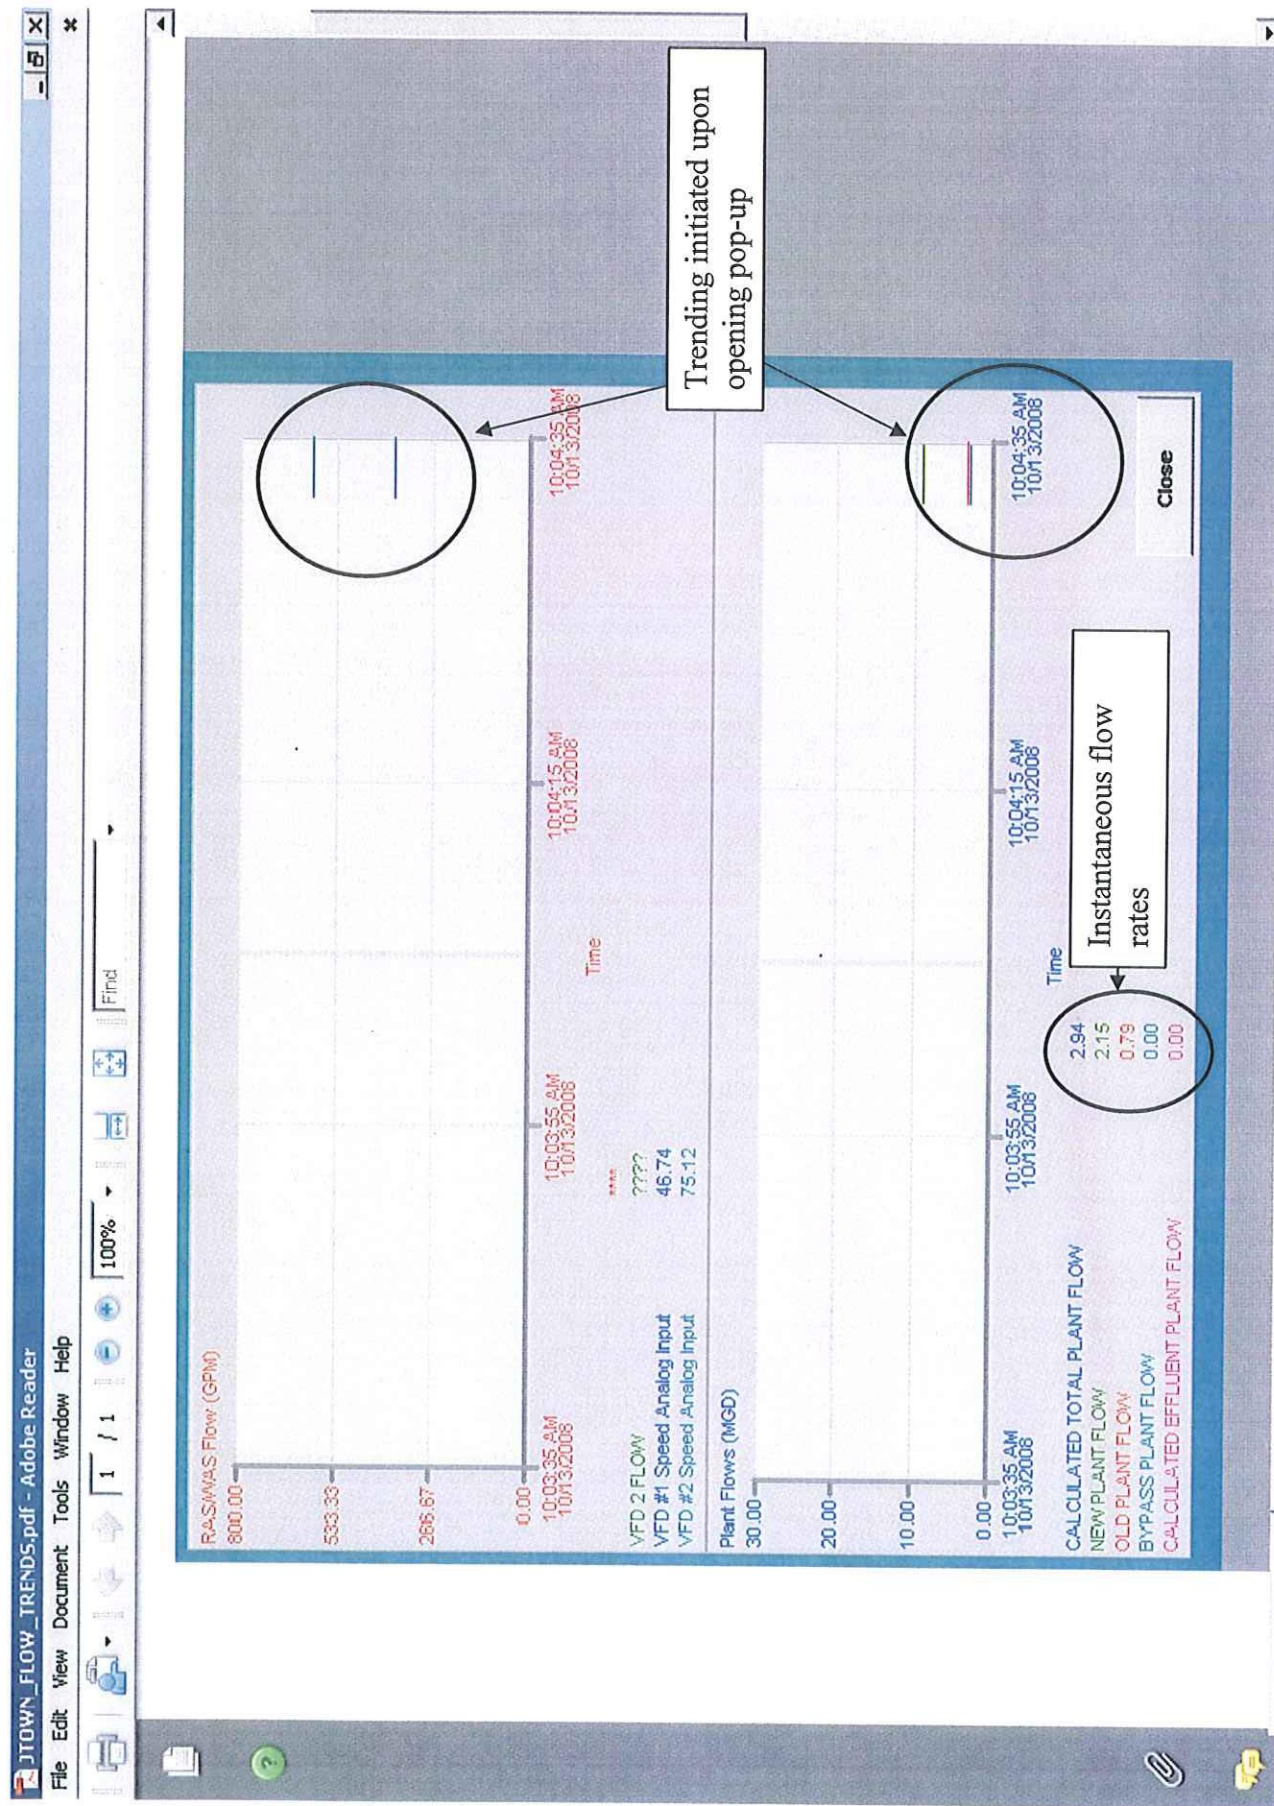 JTOWN_FLOW_TRENDS.pdf - Adobe Reader
File Edit View Document Tools Window Help
1 / 1 100% Find
RAS/WAS Flow (GPM)
800.00
533.33
266.67
0.00
10:03:35 AM 10:03:55 AM 10:04:15 AM 10:04:35 AM
10/13/2008 10/13/2008 10/13/2008 10/13/2008
Time
****
VFD 2 FLOW ????
VFD #1 Speed Analog Input 46.74
VFD #2 Speed Analog Input 75.12
Trending initiated upon
opening pop-up
Plant Flows (MGD)
30.00
20.00
10.00
0.00
10:03:35 AM 10:03:55 AM 10:04:15 AM 10:04:35 AM
10/13/2008 10/13/2008 10/13/2008 10/13/2008
Time
CALCULATED TOTAL PLANT FLOW 2.94
NEW PLANT FLOW 2.15
OLD PLANT FLOW 0.79
BYPASS PLANT FLOW 0.00
CALCULATED EFFLUENT PLANT FLOW 0.00
Instantaneous flow
rates
Close